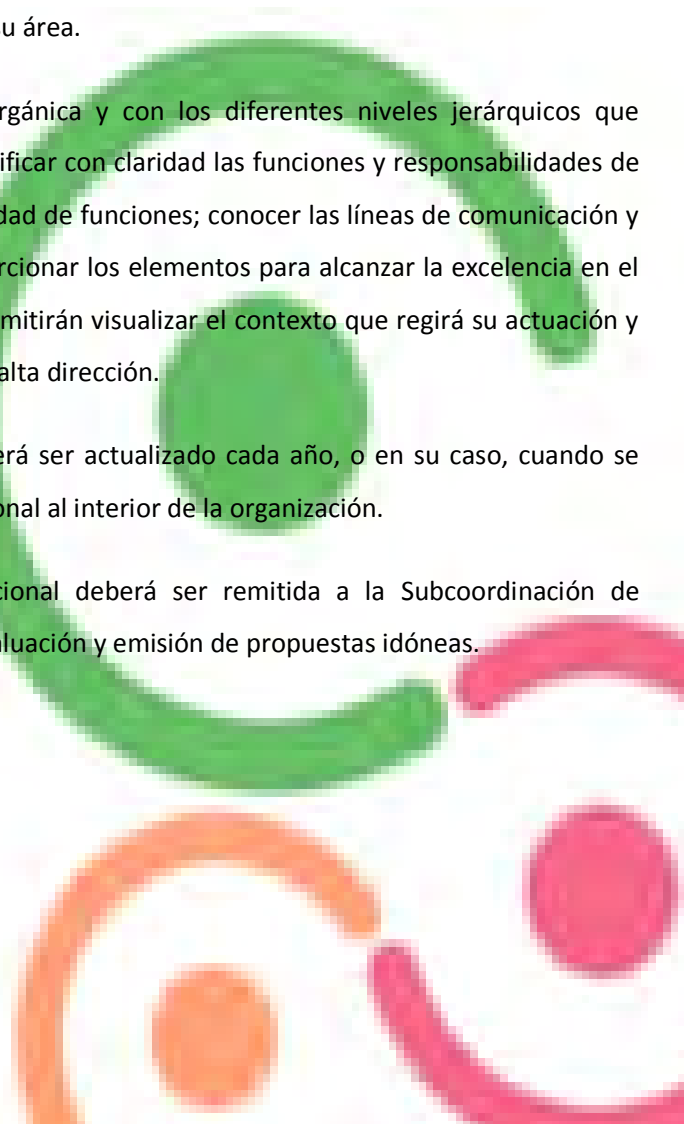 su área.
rgánica y con los diferentes niveles jerárquicos que
ificar con claridad las funciones y responsabilidades de
dad de funciones; conocer las líneas de comunicación y
rcionar los elementos para alcanzar la excelencia en el
mitirán visualizar el contexto que regirá su actuación y
alta dirección.
erá ser actualizado cada año, o en su caso, cuando se
onal al interior de la organización.
cional deberá ser remitida a la Subcoordinación de
aluación y emisión de propuestas idóneas.